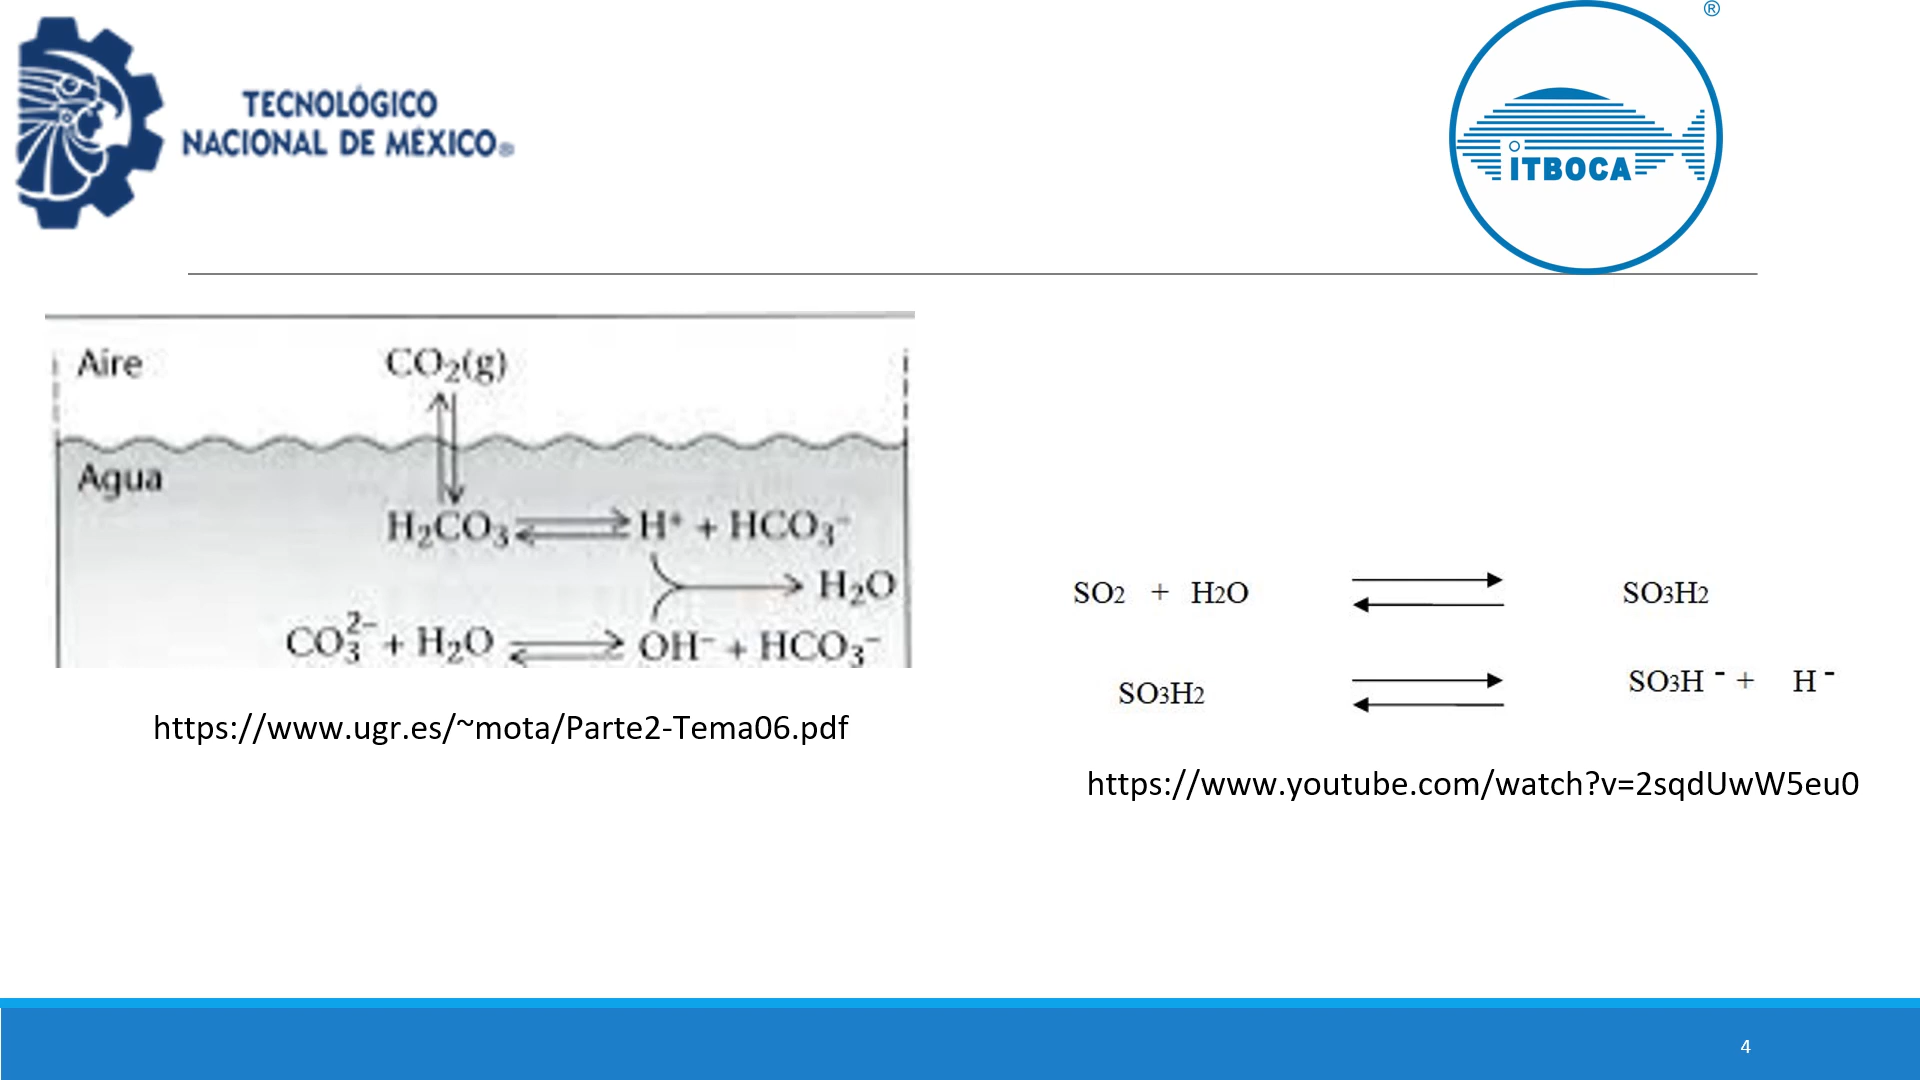 TECNOLÓGICO
NACIONAL DE MÉXICO®
®
ITBOCA
Aire
CO₂(g)
Agua
H₂CO₃ ⇌ H⁺ + HCO₃⁻
H₂O
CO₃²⁻ + H₂O ⇌ OH⁻ + HCO₃⁻
https://www.ugr.es/~mota/Parte2-Tema06.pdf
SO2 + H2O ⇌ SO3H2
SO3H2 ⇌ SO3H ⁻ + H ⁻
https://www.youtube.com/watch?v=2sqdUwW5eu0
4